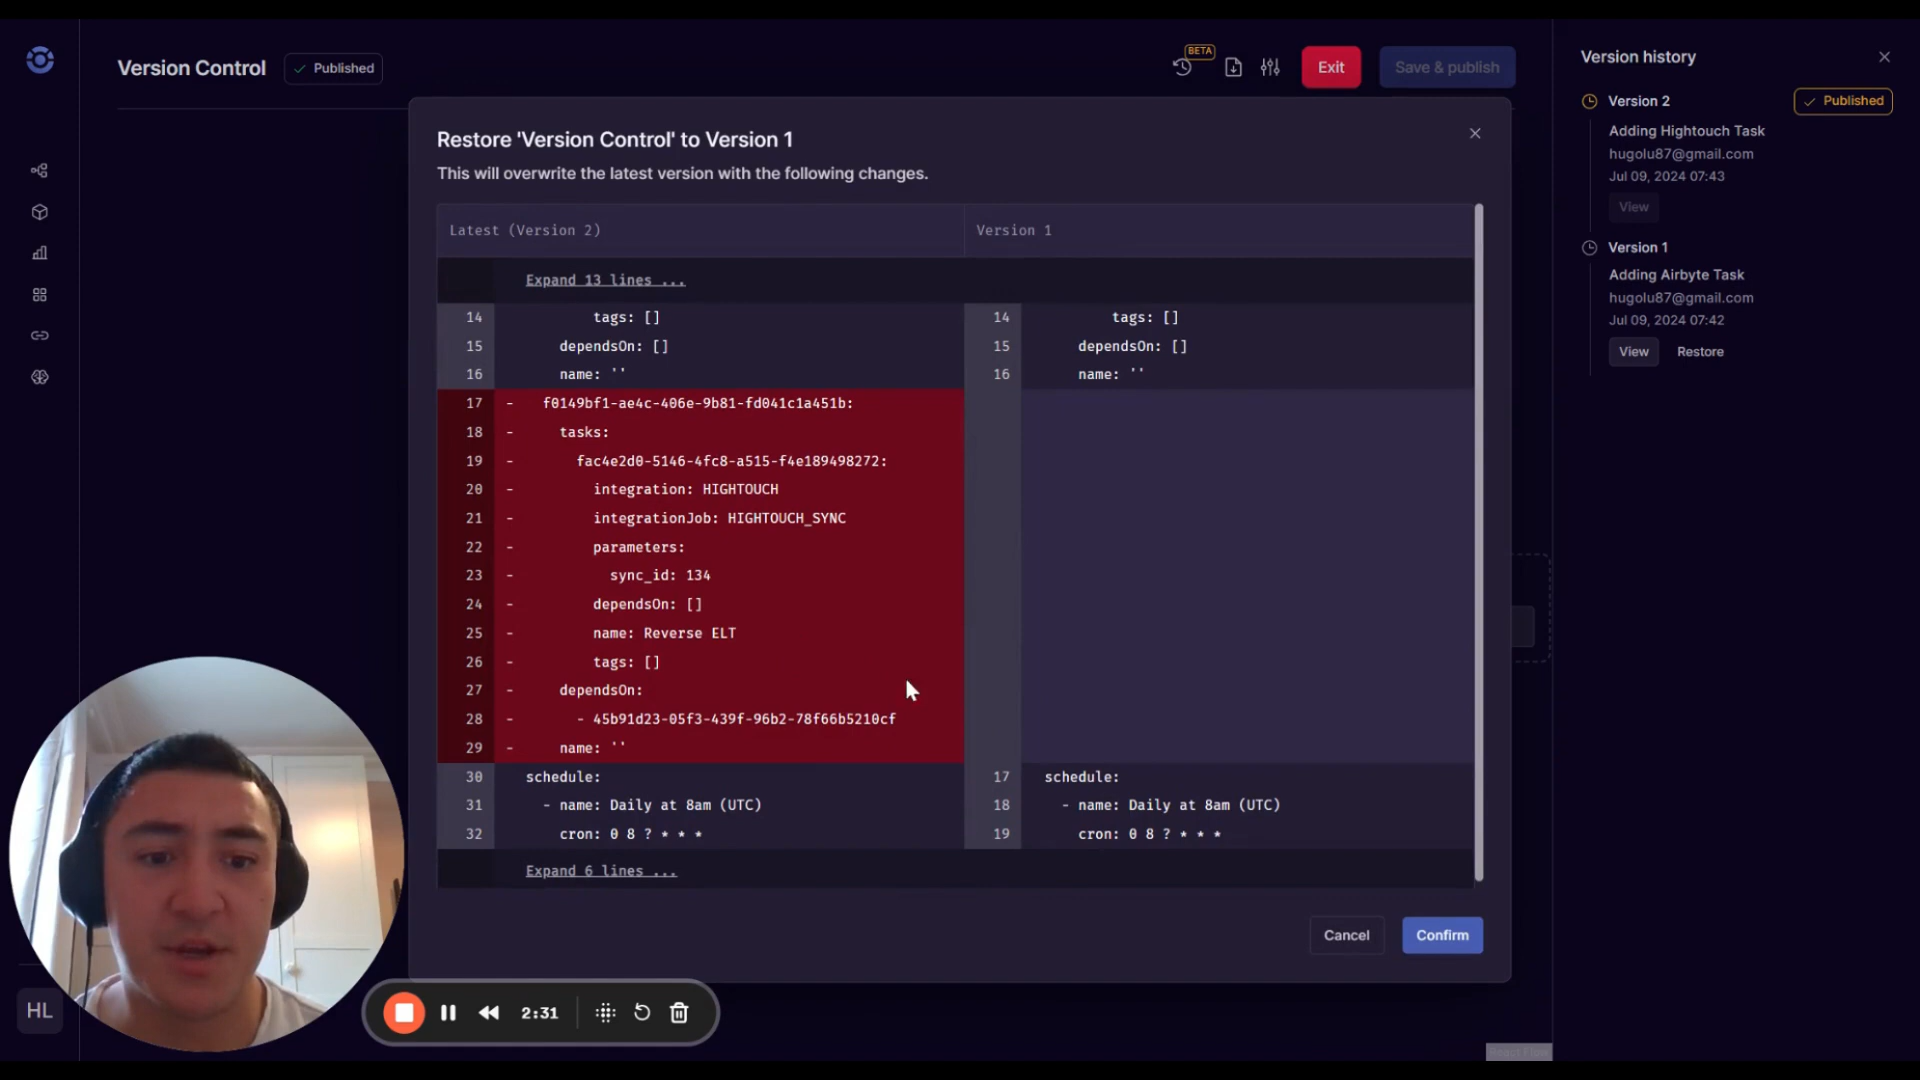 Version Control
Published
BETA
Exit
Save & publish
Version history
Version 2
Published
Adding Hightouch Task
hugolu87@gmail.com
Jul 09, 2024 07:43
View
Version 1
Adding Airbyte Task
hugolu87@gmail.com
Jul 09, 2024 07:42
View Restore
Restore 'Version Control' to Version 1
This will overwrite the latest version with the following changes.
Latest (Version 2) Version 1
Expand 13 lines ...
14 tags: [] 14 tags: []
15 dependsOn: [] 15 dependsOn: []
16 name: '' 16 name: ''
17 - f0149bf1-ae4c-406e-9b81-fd041c1a451b:
18 - tasks:
19 - fac4e2d0-5146-4fc8-a515-f4e189498272:
20 - integration: HIGHTOUCH
21 - integrationJob: HIGHTOUCH_SYNC
22 - parameters:
23 - sync_id: 134
24 - dependsOn: []
25 - name: Reverse ELT
26 - tags: []
27 - dependsOn:
28 - - 45b91d23-05f3-439f-96b2-78f66b5210cf
29 - name: ''
30 schedule: 17 schedule:
31 - name: Daily at 8am (UTC) 18 - name: Daily at 8am (UTC)
32 cron: 0 8 ? * * * 19 cron: 0 8 ? * * *
Expand 6 lines ...
Cancel Confirm
HL
2:31
React Flow